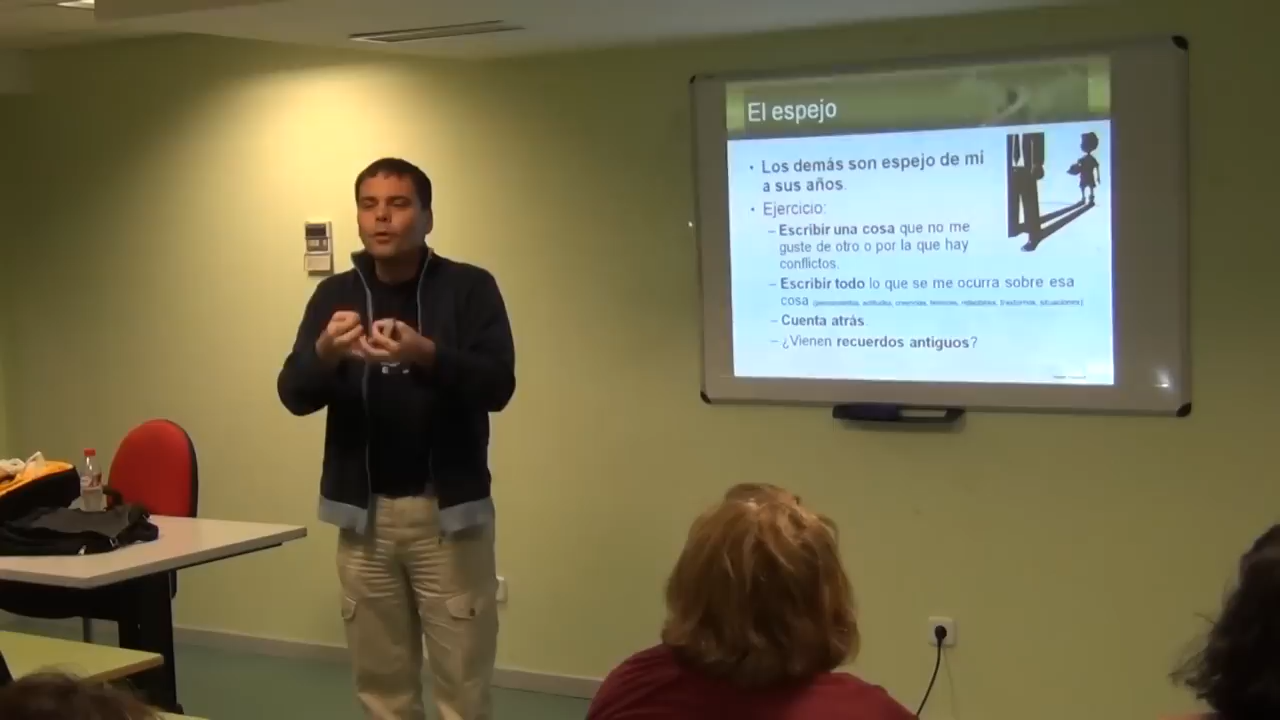 El espejo
• Los demás son espejo de mi
a sus años.
• Ejercicio:
– Escribir una cosa que no me
guste de otro o por la que hay
conflictos.
– Escribir todo lo que se me ocurra sobre esa
cosa
– Cuenta atrás.
– ¿Vienen recuerdos antiguos?